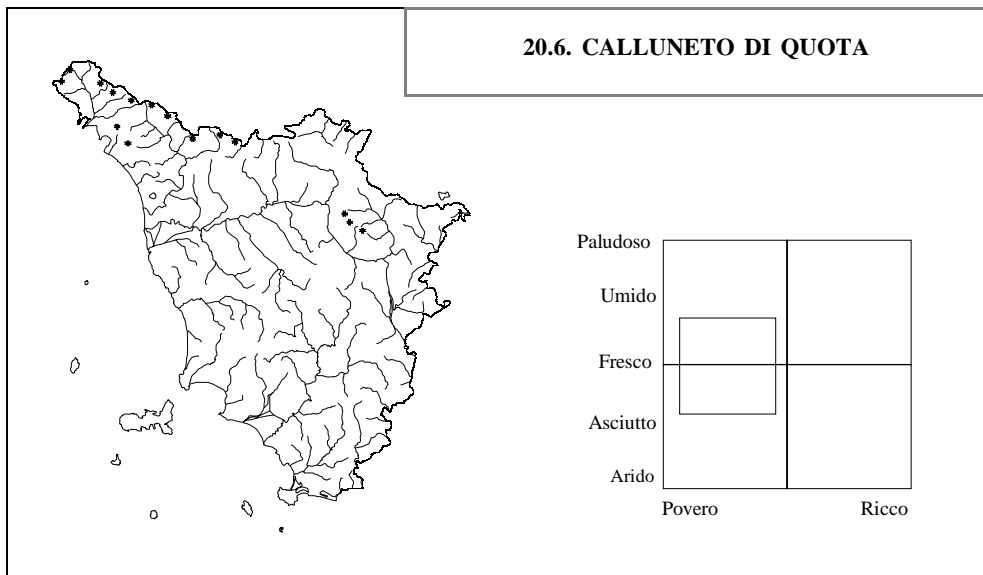 20.6. CALLUNETO DI QUOTA
Paludoso
Umido
Fresco
Asciutto
Arido
Povero Ricco